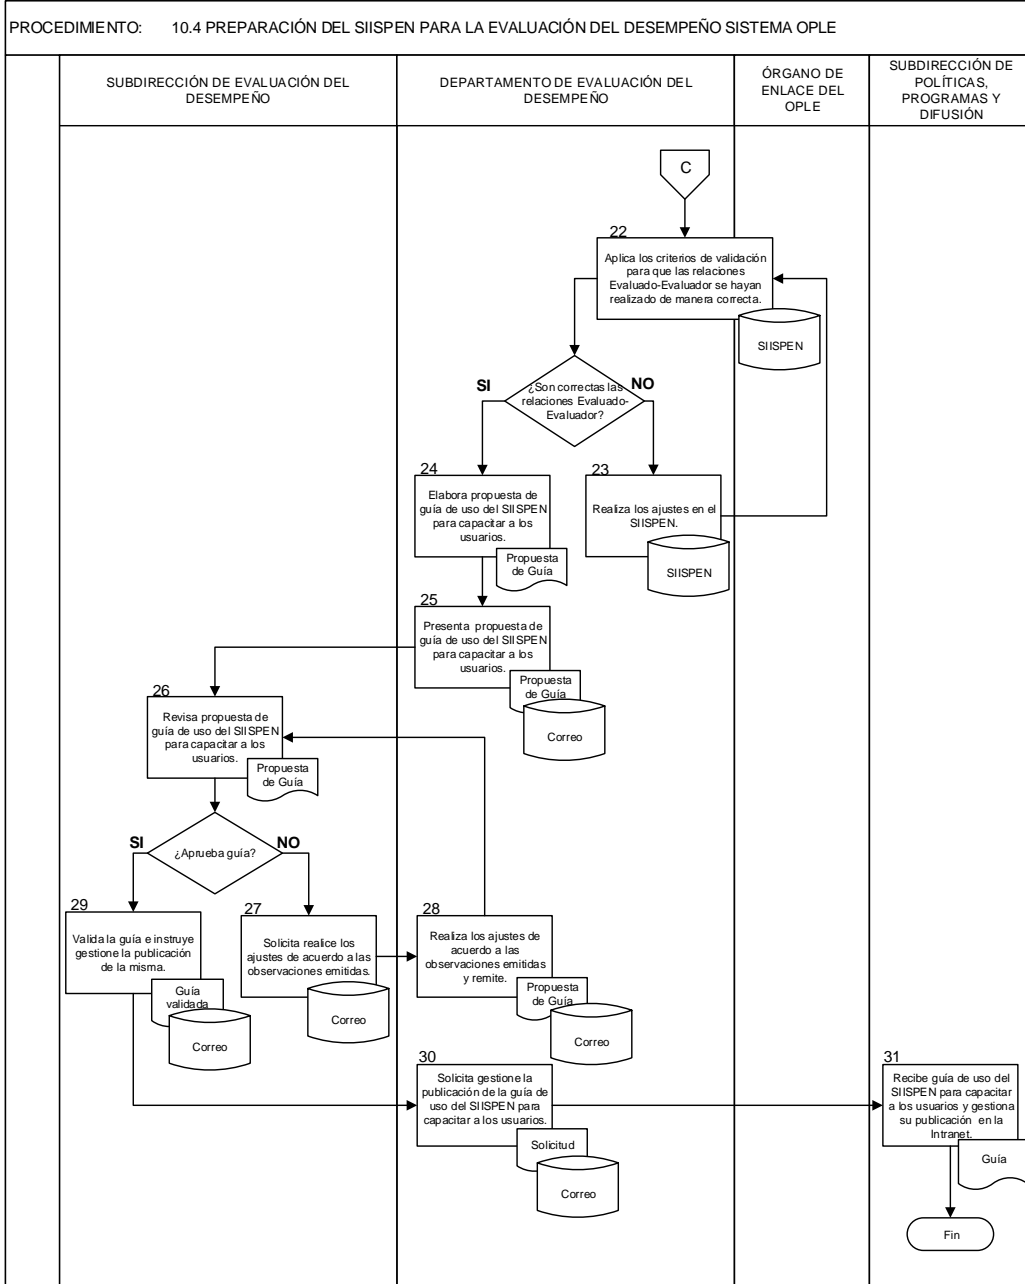 PROCEDIMIENTO: 10.4 PREPARACIÓN DEL SIISPEN PARA LA EVALUACIÓN DEL DESEMPEÑO SISTEMA OPLE
SUBDIRECCIÓN DE EVALUACIÓN DEL
DESEMPEÑO
DEPARTAMENTO DE EVALUACIÓN DEL
DESEMPEÑO
ÓRGANO DE
ENLACE DEL
OPLE
SUBDIRECCIÓN DE
POLÍTICAS,
PROGRAMAS Y
DIFUSIÓN
C
22
Aplica los criterios de validación
para que las relaciones
Evaluado-Evaluador se hayan
realizado de manera correcta.
SIISPEN
¿Son correctas las
relaciones Evaluado-
Evaluador?
SI
NO
24
Elabora propuesta de
guía de uso del SIISPEN
para capacitar a los
usuarios.
Propuesta
de Guía
23
Realiza los ajustes en el
SIISPEN.
SIISPEN
25
Presenta propuesta de
guía de uso del SIISPEN
para capacitar a los
usuarios.
Propuesta
de Guía
Correo
26
Revisa propuesta de
guía de uso del SIISPEN
para capacitar a los
usuarios.
Propuesta
de Guía
¿Aprueba guía?
SI
NO
29
Valida la guía e instruye
gestione la publicación
de la misma.
Guía
validada
Correo
27
Solicita realice los
ajustes de acuerdo a las
observaciones emitidas.
Correo
28
Realiza los ajustes de
acuerdo a las
observaciones emitidas
y remite.
Propuesta
de Guía
Correo
30
Solicita gestione la
publicación de la guía de
uso del SIISPEN para
capacitar a los usuarios.
Solicitud
Correo
31
Recibe guía de uso del
SIISPEN para capacitar
a los usuarios y gestiona
su publicación en la
Intranet.
Guía
Fin